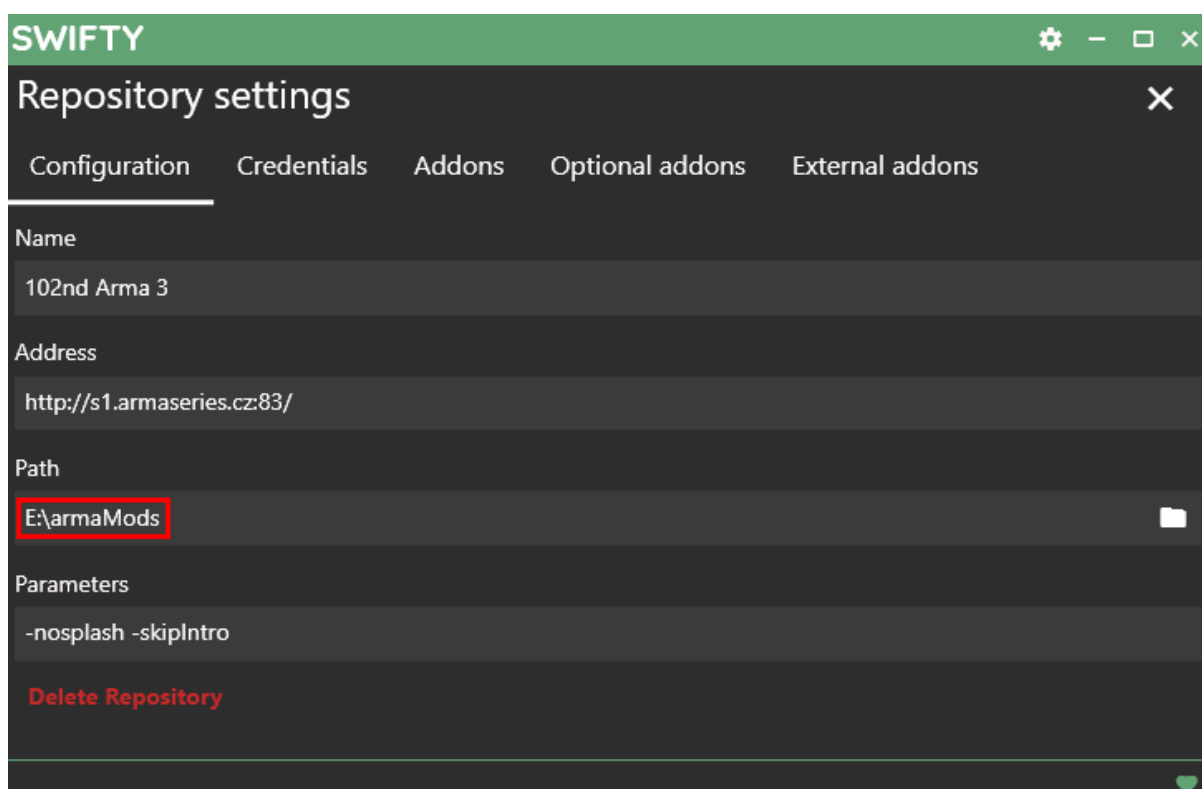 SWIFTY
Repository settings
Configuration Credentials Addons Optional addons External addons
Name
102nd Arma 3
Address
http://s1.armaseries.cz:83/
Path
E:\armaMods
Parameters
-nosplash -skipIntro
Delete Repository